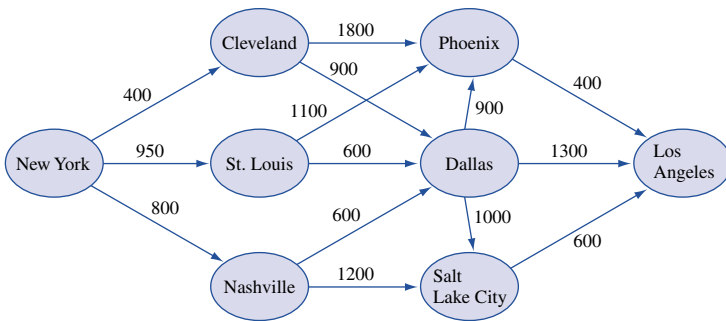 Cleveland
1800
Phoenix
400
900
400
1100
900
New York
950
St. Louis
600
Dallas
1300
Los
Angeles
800
600
1000
600
Nashville
1200
Salt
Lake City